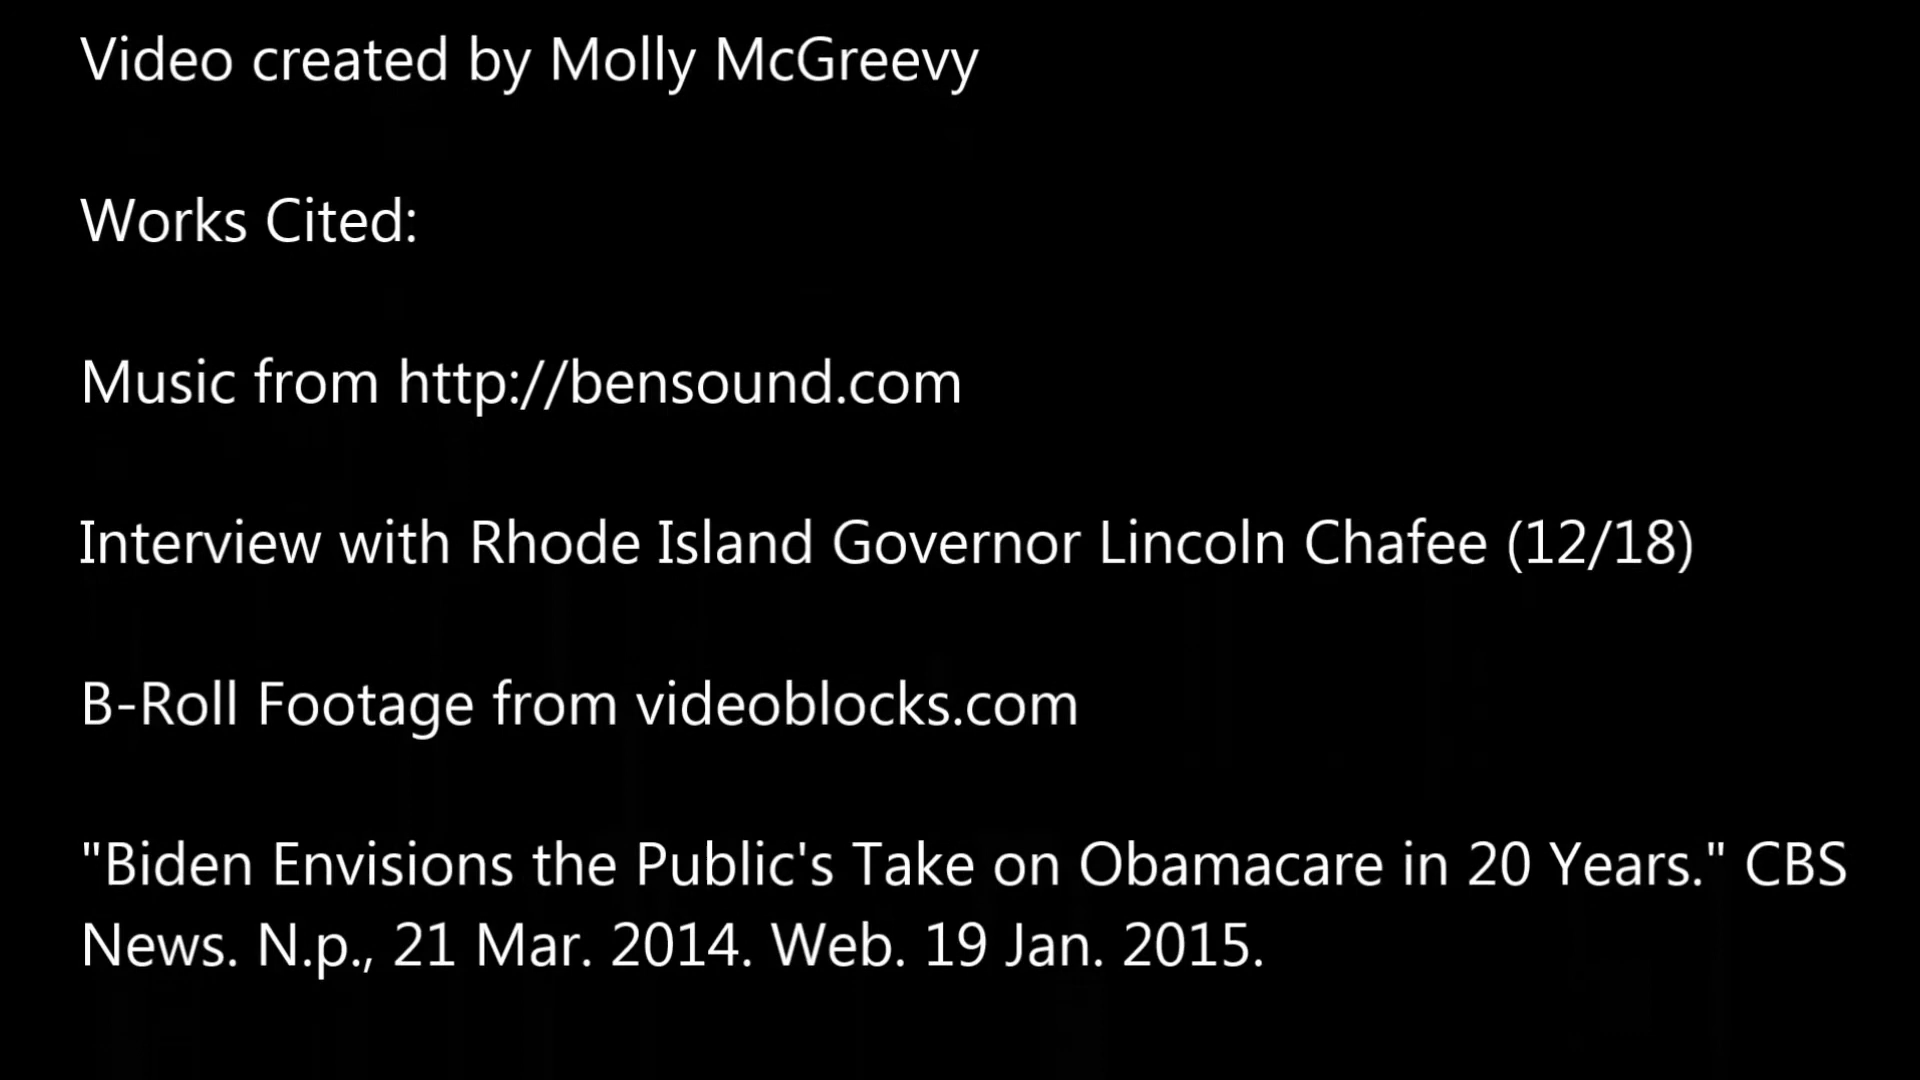 Video created by Molly McGreevy
Works Cited:
Music from http://bensound.com
Interview with Rhode Island Governor Lincoln Chafee (12/18)
B-Roll Footage from videoblocks.com
"Biden Envisions the Public's Take on Obamacare in 20 Years." CBS
News. N.p., 21 Mar. 2014. Web. 19 Jan. 2015.